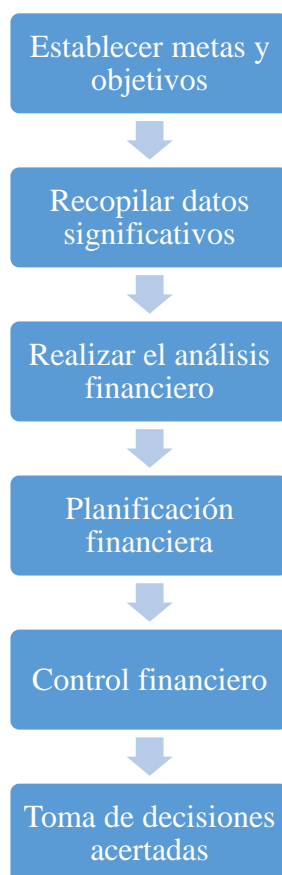 Establecer metas y
objetivos
Recopilar datos
significativos
Realizar el análisis
financiero
Planificación
financiera
Control financiero
Toma de decisiones
acertadas